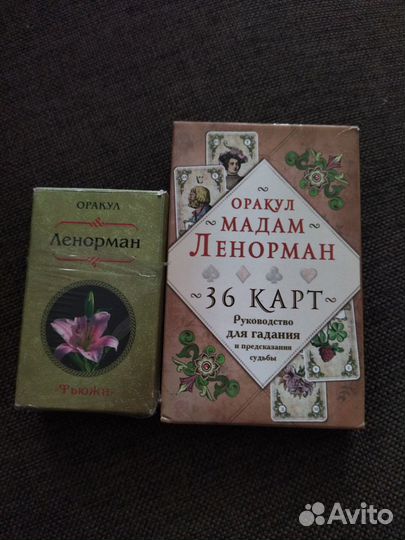 ОРАКУЛ
Ленорман
ФЬЮЖН
ОРАКУЛ
МАДАМ
ЛЕНОРМАН
36 КАРТ
Руководство
для гадания
и предсказания
судьбы
Avito